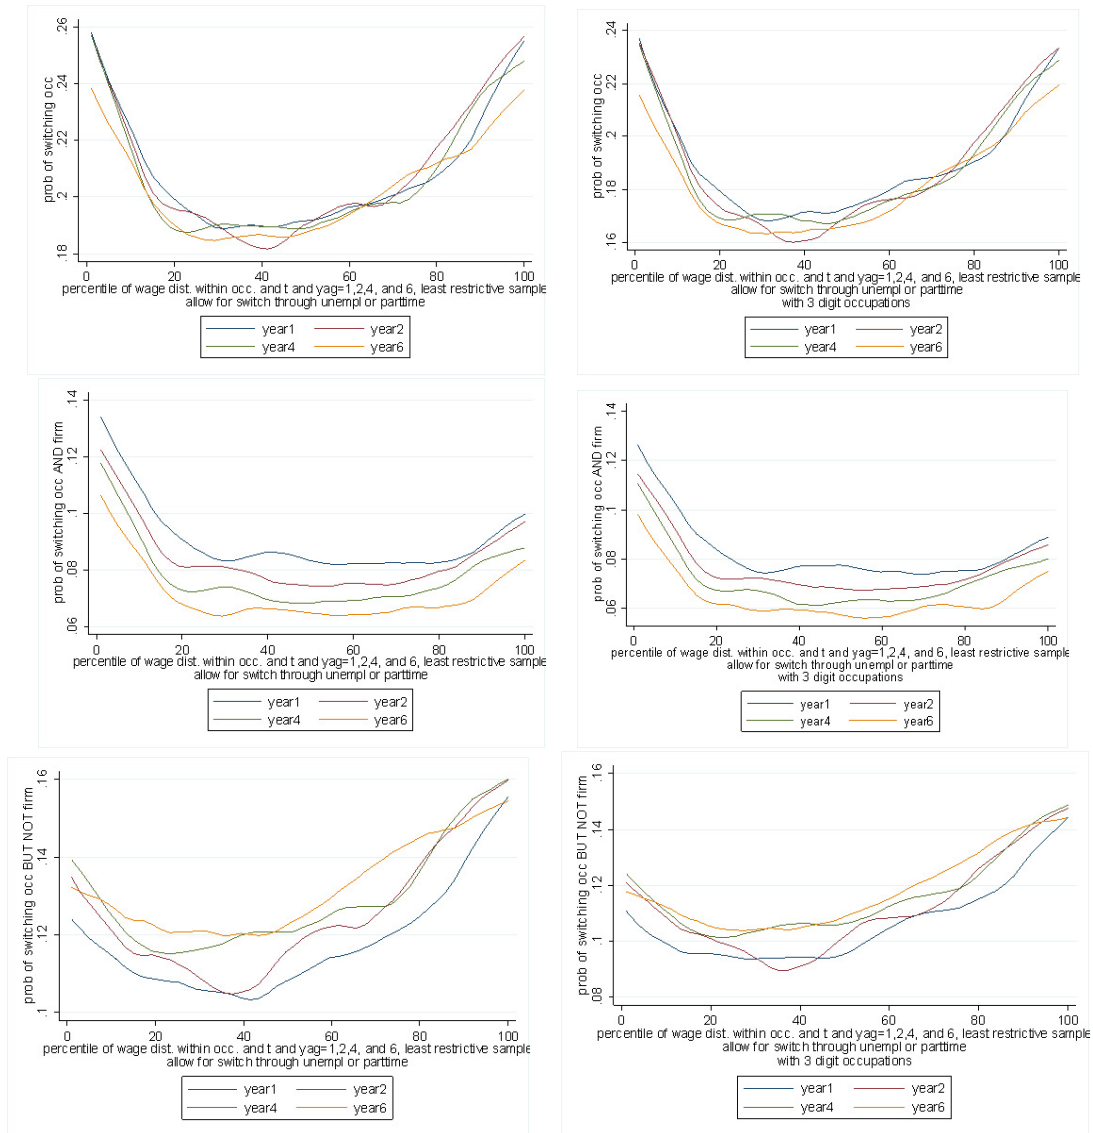 prob of switching occ
.26
.24
.22
.2
.18
0 20 40 60 80 100
percentile of wage dist. within occ. and t and yag=1,2,4, and 6, least restrictive sample
allow for switch through unempl or parttime
year1 year2
year4 year6
prob of switching occ
.24
.22
.2
.18
.16
0 20 40 60 80 100
percentile of wage dist. within occ. and t and yag=1,2,4, and 6, least restrictive sample
allow for switch through unempl or parttime
with 3 digit occupations
year1 year2
year4 year6
prob of switching occ AND firm
.14
.12
.1
.08
.06
0 20 40 60 80 100
percentile of wage dist. within occ. and t and yag=1,2,4, and 6, least restrictive sample
allow for switch through unempl or parttime
year1 year2
year4 year6
prob of switching occ AND firm
.14
.12
.1
.08
.06
0 20 40 60 80 100
percentile of wage dist. within occ. and t and yag=1,2,4, and 6, least restrictive sample
allow for switch through unempl or parttime
with 3 digit occupations
year1 year2
year4 year6
prob of switching occ BUT NOT firm
.16
.14
.12
.1
0 20 40 60 80 100
percentile of wage dist. within occ. and t and yag=1,2,4, and 6, least restrictive sample
allow for switch through unempl or parttime
year1 year2
year4 year6
prob of switching occ BUT NOT firm
.16
.14
.12
.1
.08
0 20 40 60 80 100
percentile of wage dist. within occ. and t and yag=1,2,4, and 6, least restrictive sample
allow for switch through unempl or parttime
with 3 digit occupations
year1 year2
year4 year6